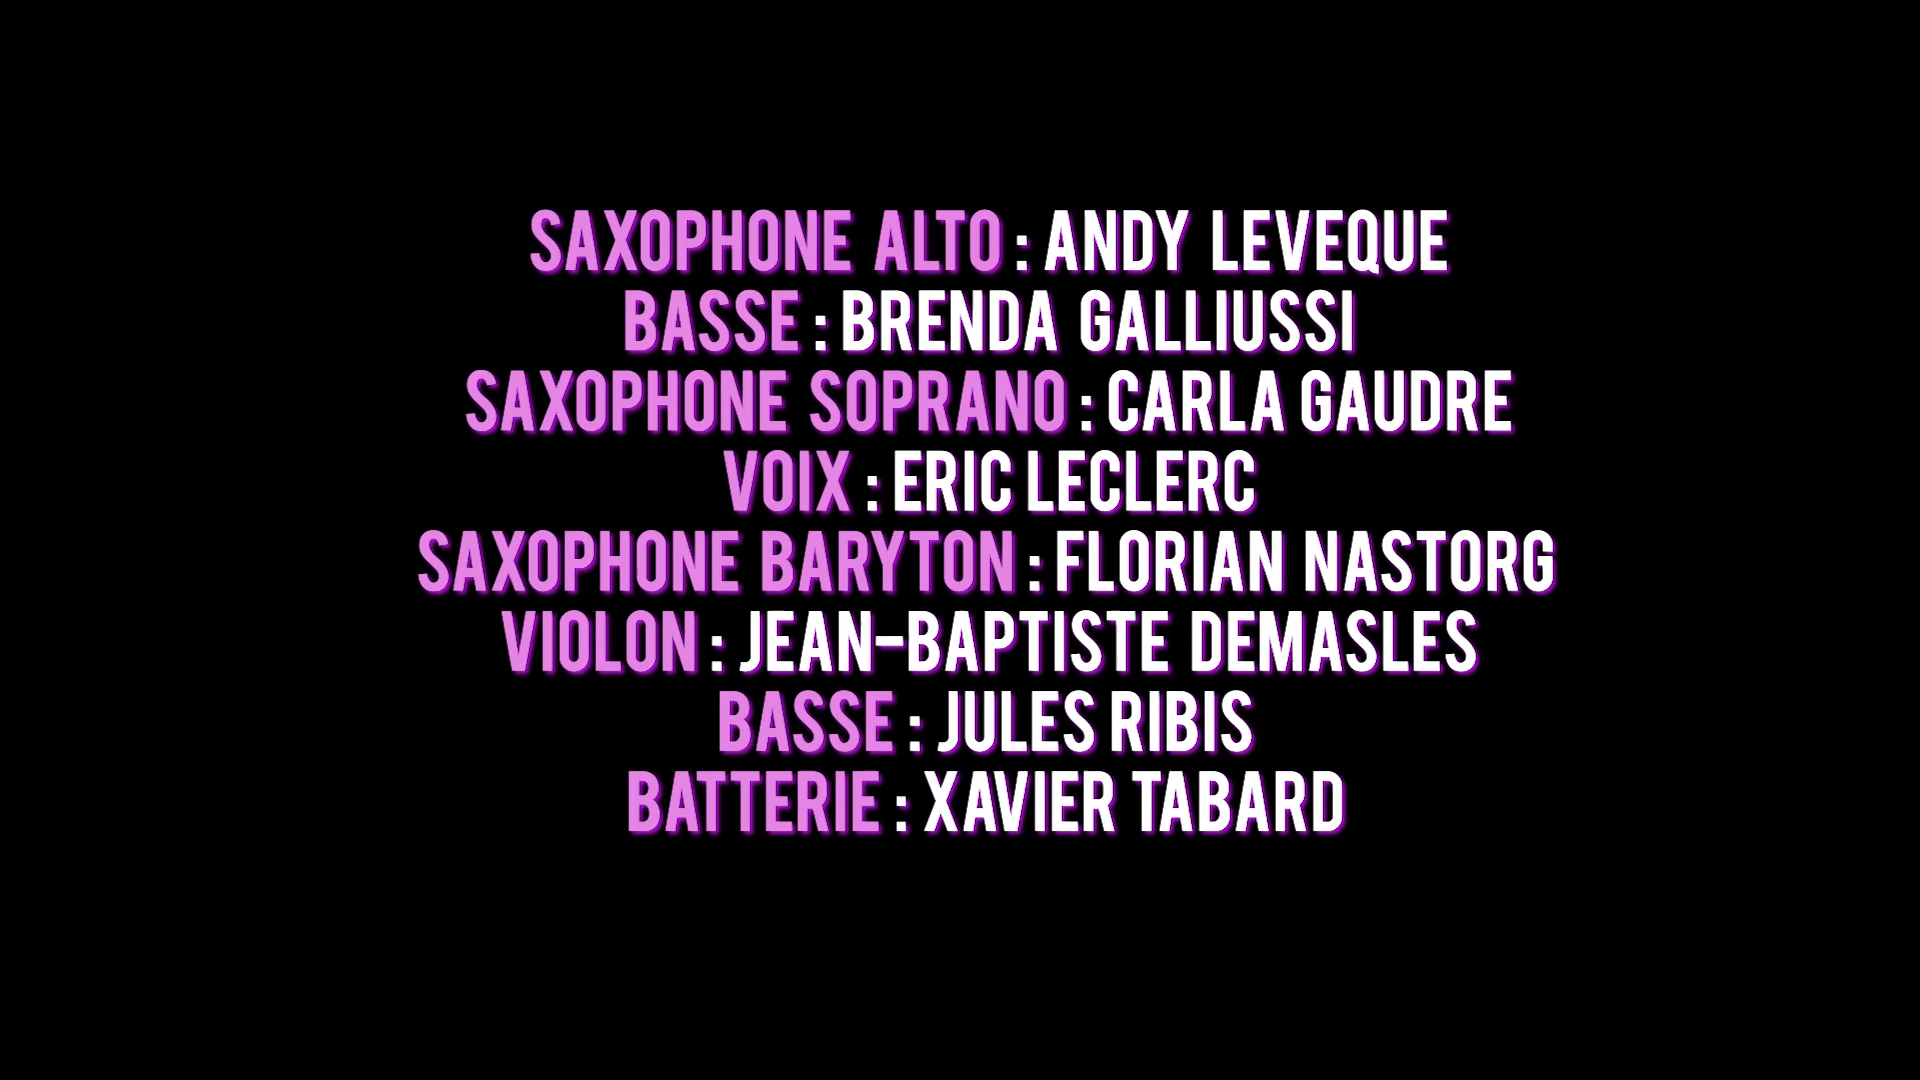 SAXOPHONE ALTO : ANDY LEVEQUE
BASSE : BRENDA GALLIUSSI
SAXOPHONE SOPRANO : CARLA GAUDRE
VOIX : ERIC LECLERC
SAXOPHONE BARYTON : FLORIAN NASTORG
VIOLON : JEAN-BAPTISTE DEMASLES
BASSE : JULES RIBIS
BATTERIE : XAVIER TABARD